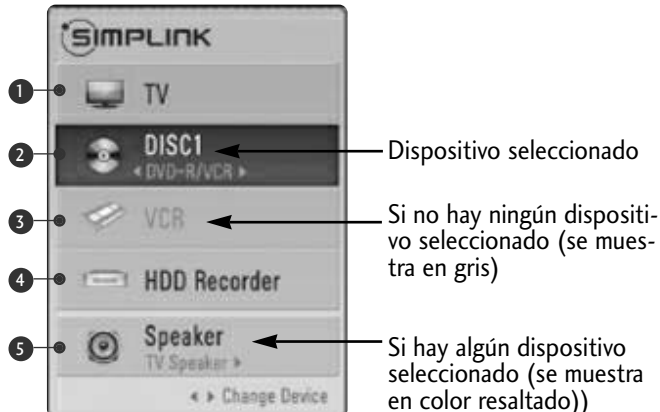 SIMPLINK
1 TV
2 DISC1
DVD-R/VCR
Dispositivo seleccionado
3 VCR
Si no hay ningún dispositi-
vo seleccionado (se mues-
tra en gris)
4 HDD Recorder
5 Speaker
TV Speaker
Si hay algún dispositivo
seleccionado (se muestra
en color resaltado))
Change Device